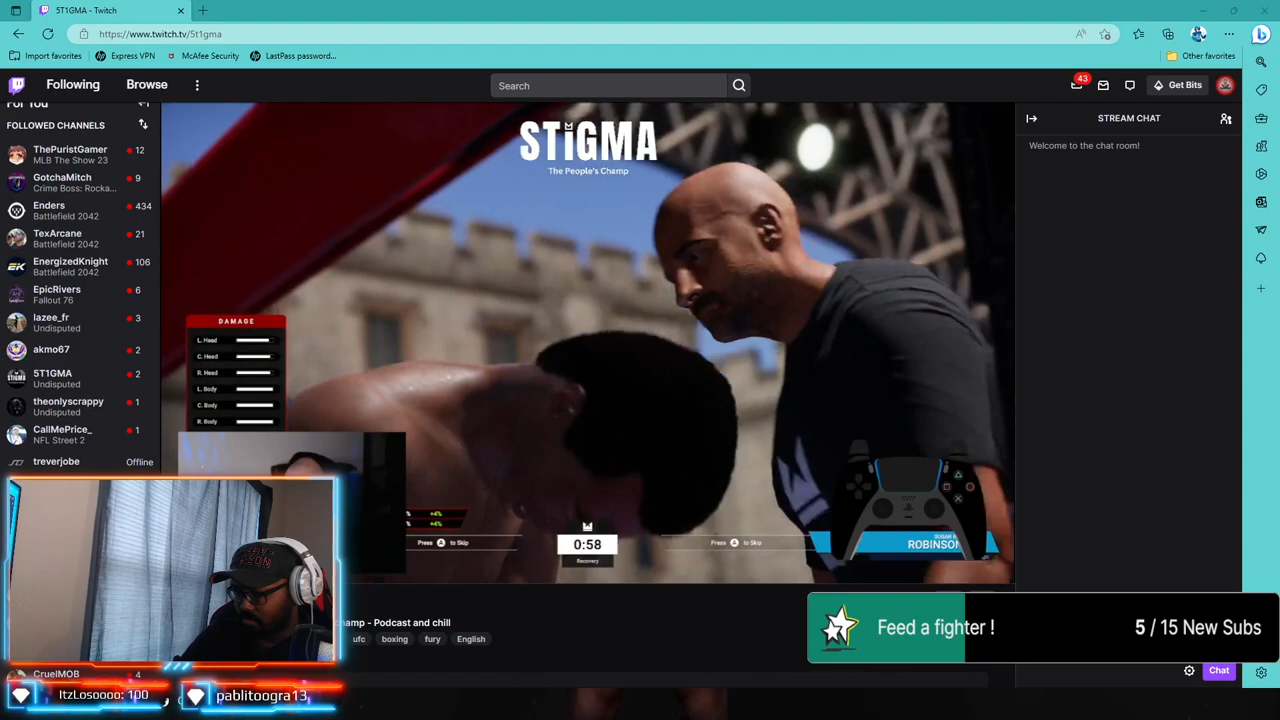 5T1GMA - Twitch
https://www.twitch.tv/5t1gma
Import favorites
Express VPN
McAfee Security
LastPass password...
Other favorites
Following
Browse
Search
43
Get Bits
For You
FOLLOWED CHANNELS
ThePuristGamer
MLB The Show 23
12
GotchaMitch
Crime Boss: Rocka...
9
Enders
Battlefield 2042
434
TexArcane
Battlefield 2042
21
EnergizedKnight
Battlefield 2042
106
EpicRivers
Fallout 76
6
lazee_fr
Undisputed
3
akmo67
2
5T1GMA
Undisputed
2
theonlyscrappy
Undisputed
1
CallMePrice_
NFL Street 2
1
treverjobe
Offline
CruelMOB
4
STiGMA
The People's Champ
DAMAGE
L. Head
C. Head
R. Head
L. Body
C. Body
R. Body
+4%
+4%
Press A to Skip
0:58
Recovery
Press A to Skip
ROBINSON
STREAM CHAT
Welcome to the chat room!
hamp - Podcast and chill
ufc
boxing
fury
English
Feed a fighter !
5 / 15 New Subs
Chat
ItzLosoooo: 100
pablitoogra13